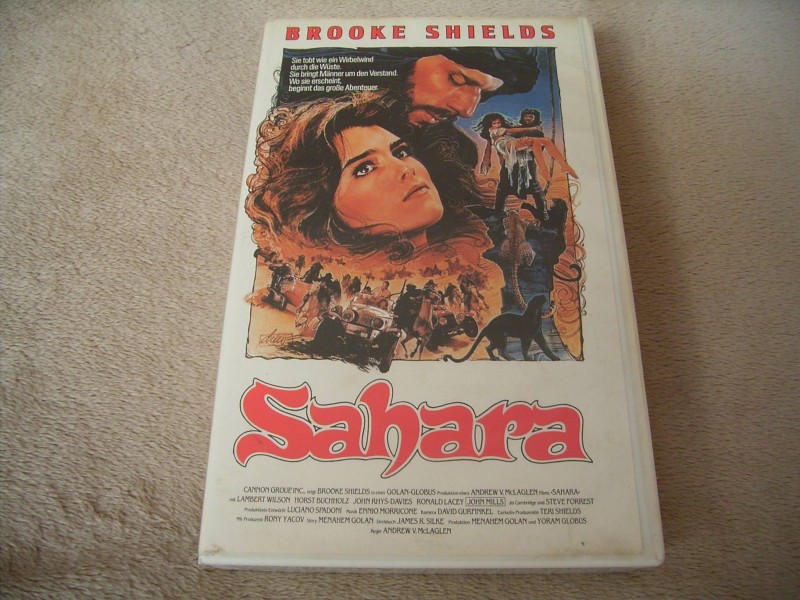 BROOKE SHIELDS
Sie tobt wie ein Wirbelwind
durch die Wüste.
Sie bringt Männer um den Verstand.
Wo sie erscheint,
beginnt das große Abenteuer.
Sahara
CANNON GROUP INC., zeigt BROOKE SHIELDS in einer GOLAN-GLOBUS Produktion eines ANDREW V. McLAGLEN Films »SAHARA«
mit LAMBERT WILSON HORST BUCHHOLZ JOHN RHYS-DAVIES RONALD LACEY JOHN MILLS als Cambridge und STEVE FORREST
Produktions-Entwürfe LUCIANO SPADONI Musik ENNIO MORRICONE Kamera DAVID GURFINKEL Exekutiv-Produzentin TERI SHIELDS
Mit-Produzent RONY YACOV Story MENAHEM GOLAN Drehbuch JAMES R. SILKE Produktion MENAHEM GOLAN und YORAM GLOBUS
Regie ANDREW V. McLAGLEN